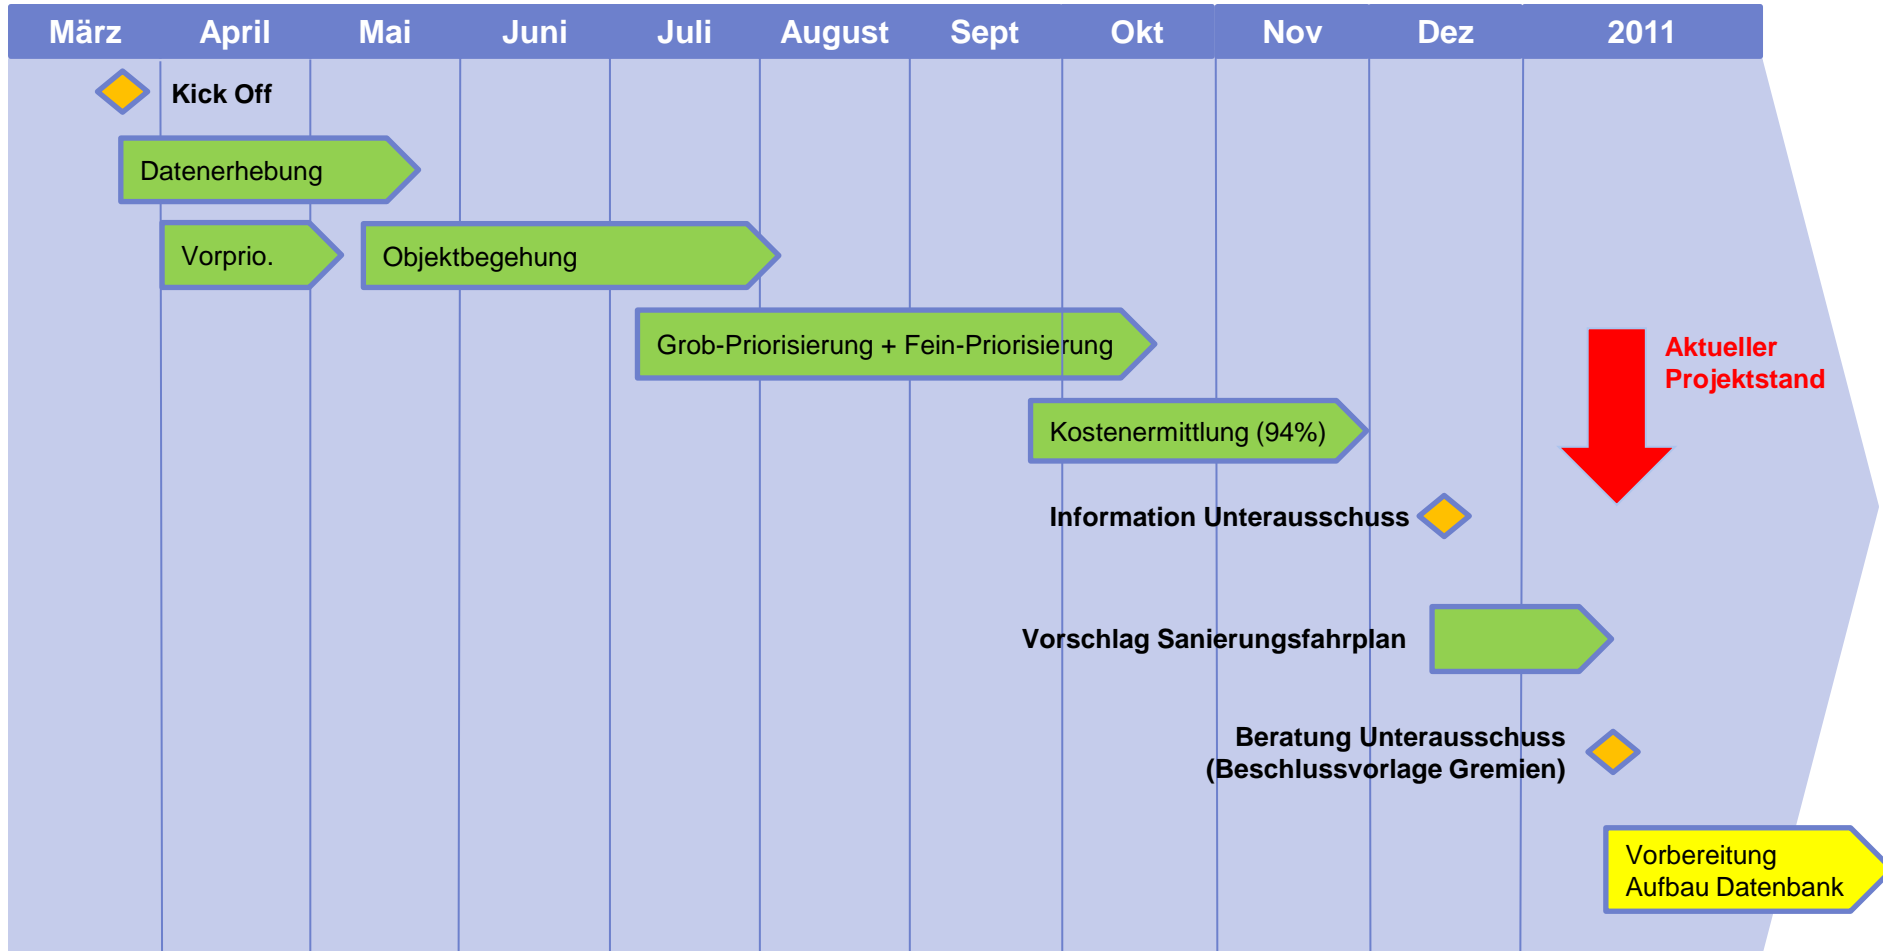 März April Mai Juni Juli August Sept Okt Nov Dez 2011
Kick Off
Datenerhebung
Vorprio.
Objektbegehung
Grob-Priorisierung + Fein-Priorisierung
Aktueller
Projektstand
Kostenermittlung (94%)
Information Unterausschuss
Vorschlag Sanierungsfahrplan
Beratung Unterausschuss
(Beschlussvorlage Gremien)
Vorbereitung
Aufbau Datenbank